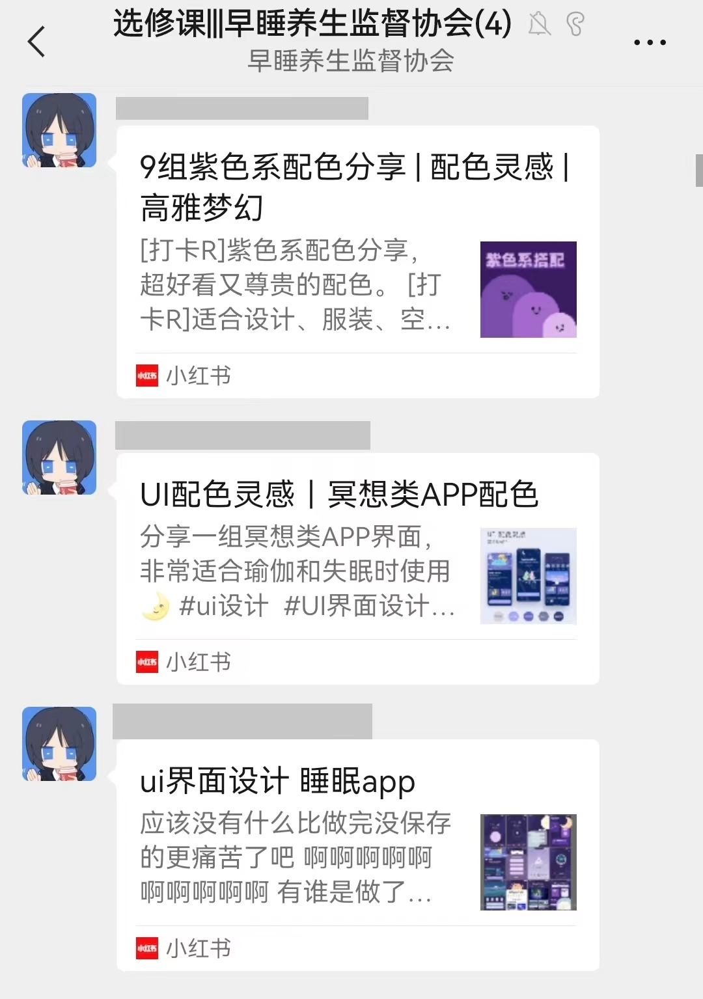 选修课|||早睡养生监督协会(4)
早睡养生监督协会
9组紫色系配色分享 | 配色灵感 |
高雅梦幻
[打卡R]紫色系配色分享，
超好看又尊贵的配色。 [打
卡R]适合设计、服装、空...
紫色系搭配
小红书
小红书
UI配色灵感｜冥想类APP配色
分享一组冥想类APP界面，
非常适合瑜伽和失眠时使用
🌛 #ui设计 #UI界面设计...
小红书
小红书
ui界面设计 睡眠app
应该没有什么比做完没保存
的更痛苦了吧 啊啊啊啊啊
啊啊啊啊啊 有谁是做了...
小红书
小红书